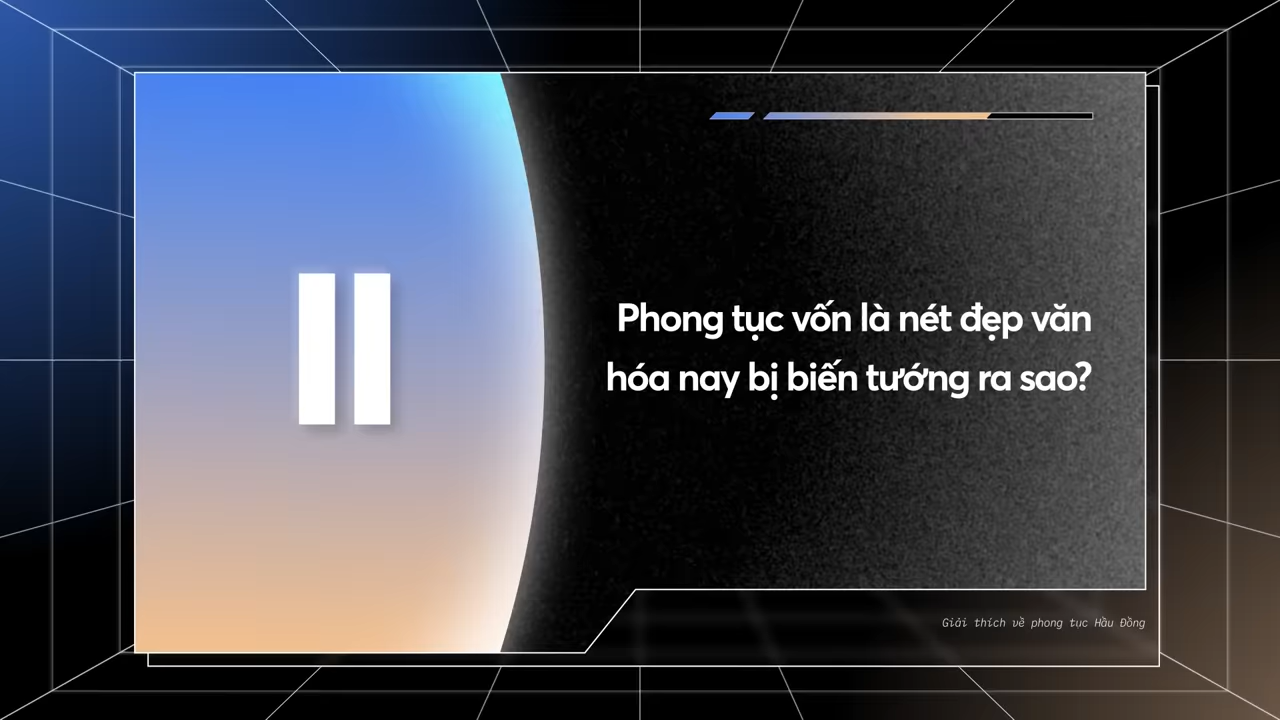 II
Phong tục vốn là nét đẹp văn
hóa nay bị biến tướng ra sao?
Giải thích về phong tục Hầu Đồng